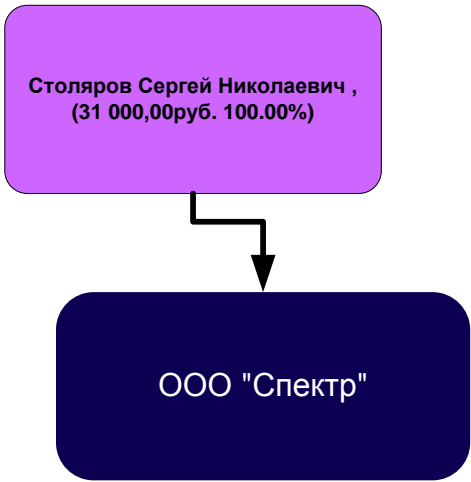 Столяров Сергей Николаевич ,
(31 000,00руб. 100.00%)
ООО "Спектр"